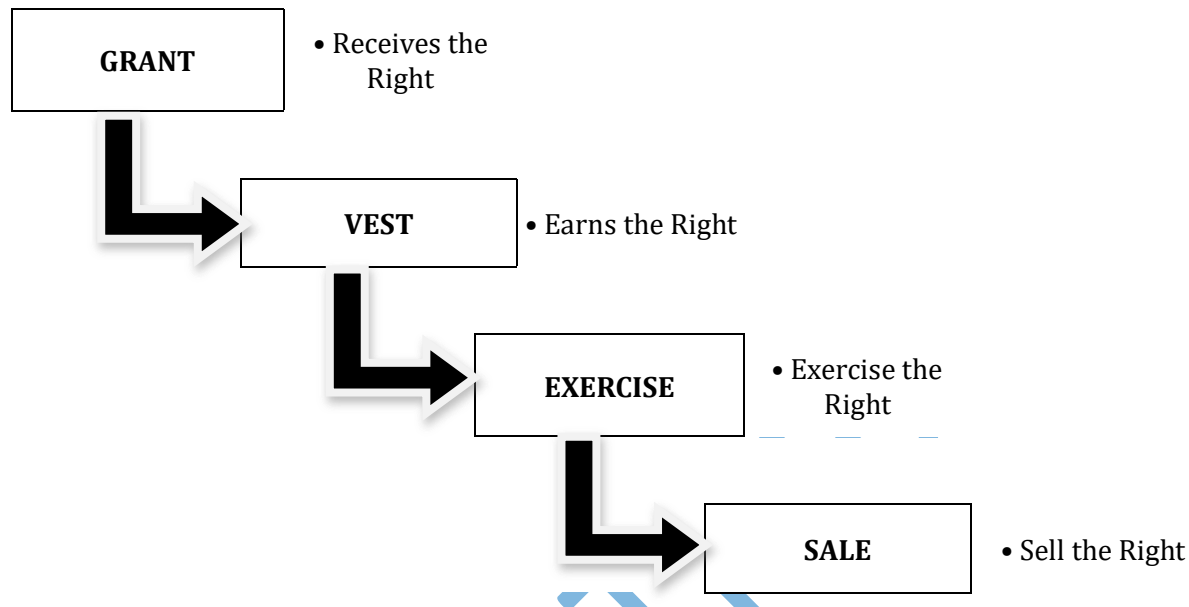 GRANT
• Receives the
Right
VEST
• Earns the Right
EXERCISE
• Exercise the
Right
SALE
• Sell the Right